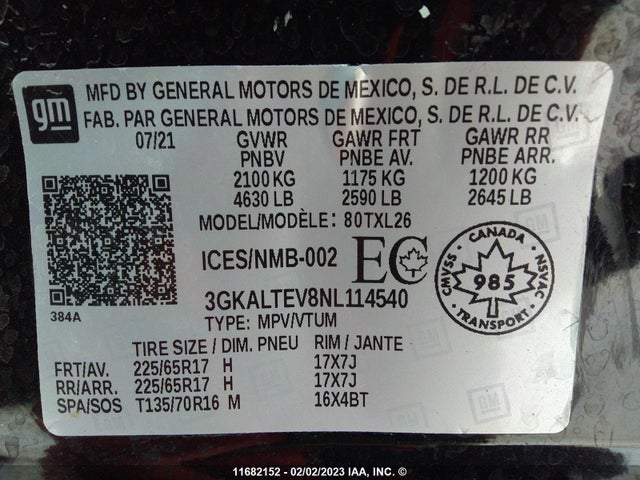 gm
MFD BY GENERAL MOTORS DE MEXICO, S. DE R.L. DE C.V.
FAB. PAR GENERAL MOTORS DE MEXICO, S. DE R.L. DE C.V.
07/21 GVWR GAWR FRT GAWR RR
PNBV PNBE AV. PNBE ARR.
2100 KG 1175 KG 1200 KG
4630 LB 2590 LB 2645 LB
MODEL/MODÈLE: 80TXL26
ICES/NMB-002 EC
CANADA
CMVSS 985 NSVAC
TRANSPORT
3GKALTEV8NL114540
384A
TYPE: MPV/VTUM
TIRE SIZE / DIM. PNEU RIM / JANTE
FRT/AV. 225/65R17 H 17X7J
RR/ARR. 225/65R17 H 17X7J
SPA/SOS T135/70R16 M 16X4BT
11682152 - 02/02/2023 IAA, INC. ©